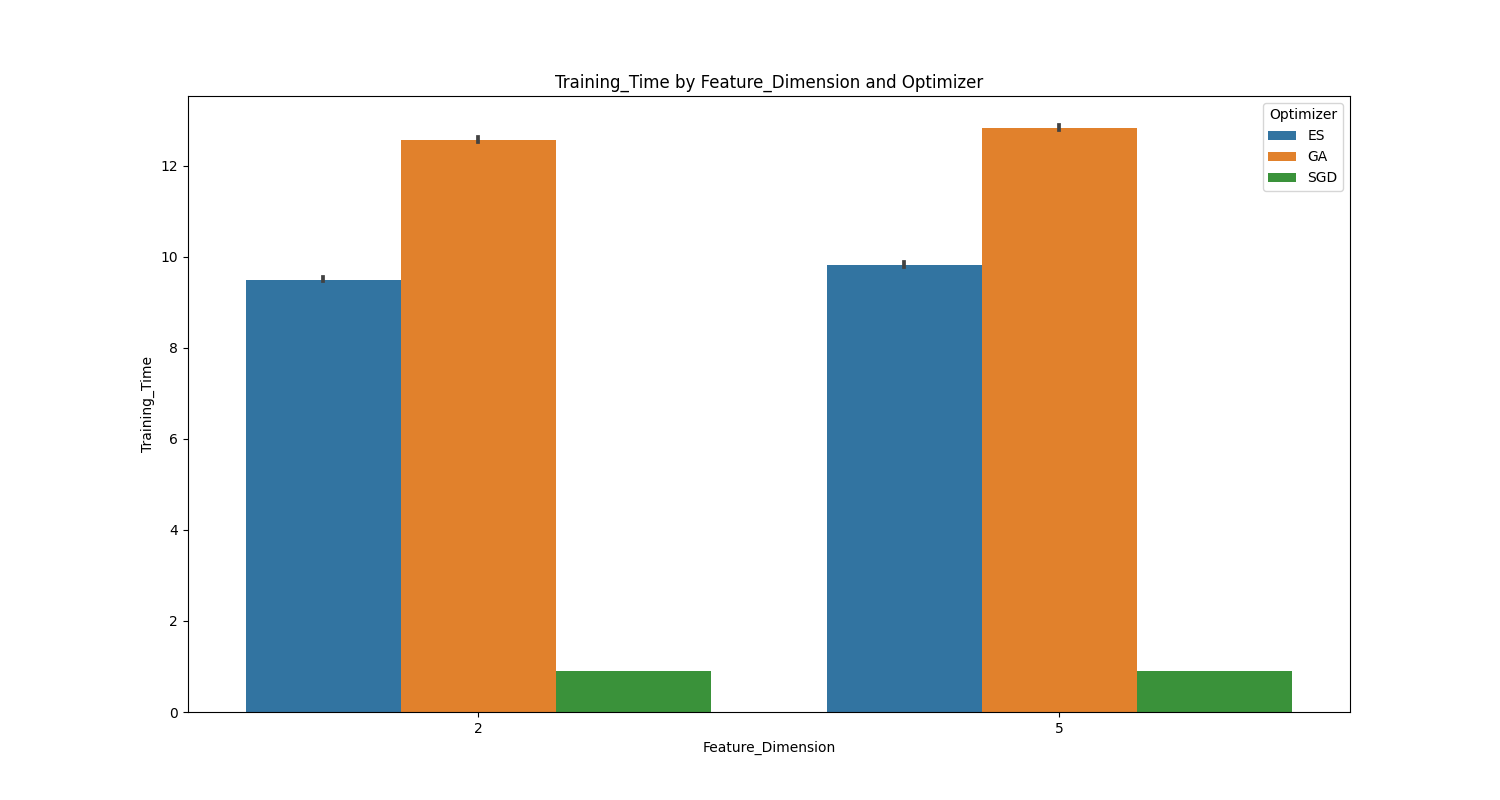 Training_Time by Feature_Dimension and Optimizer
Optimizer
ES
GA
SGD
12
10
8
6
4
2
0
Training_Time
2
5
Feature_Dimension